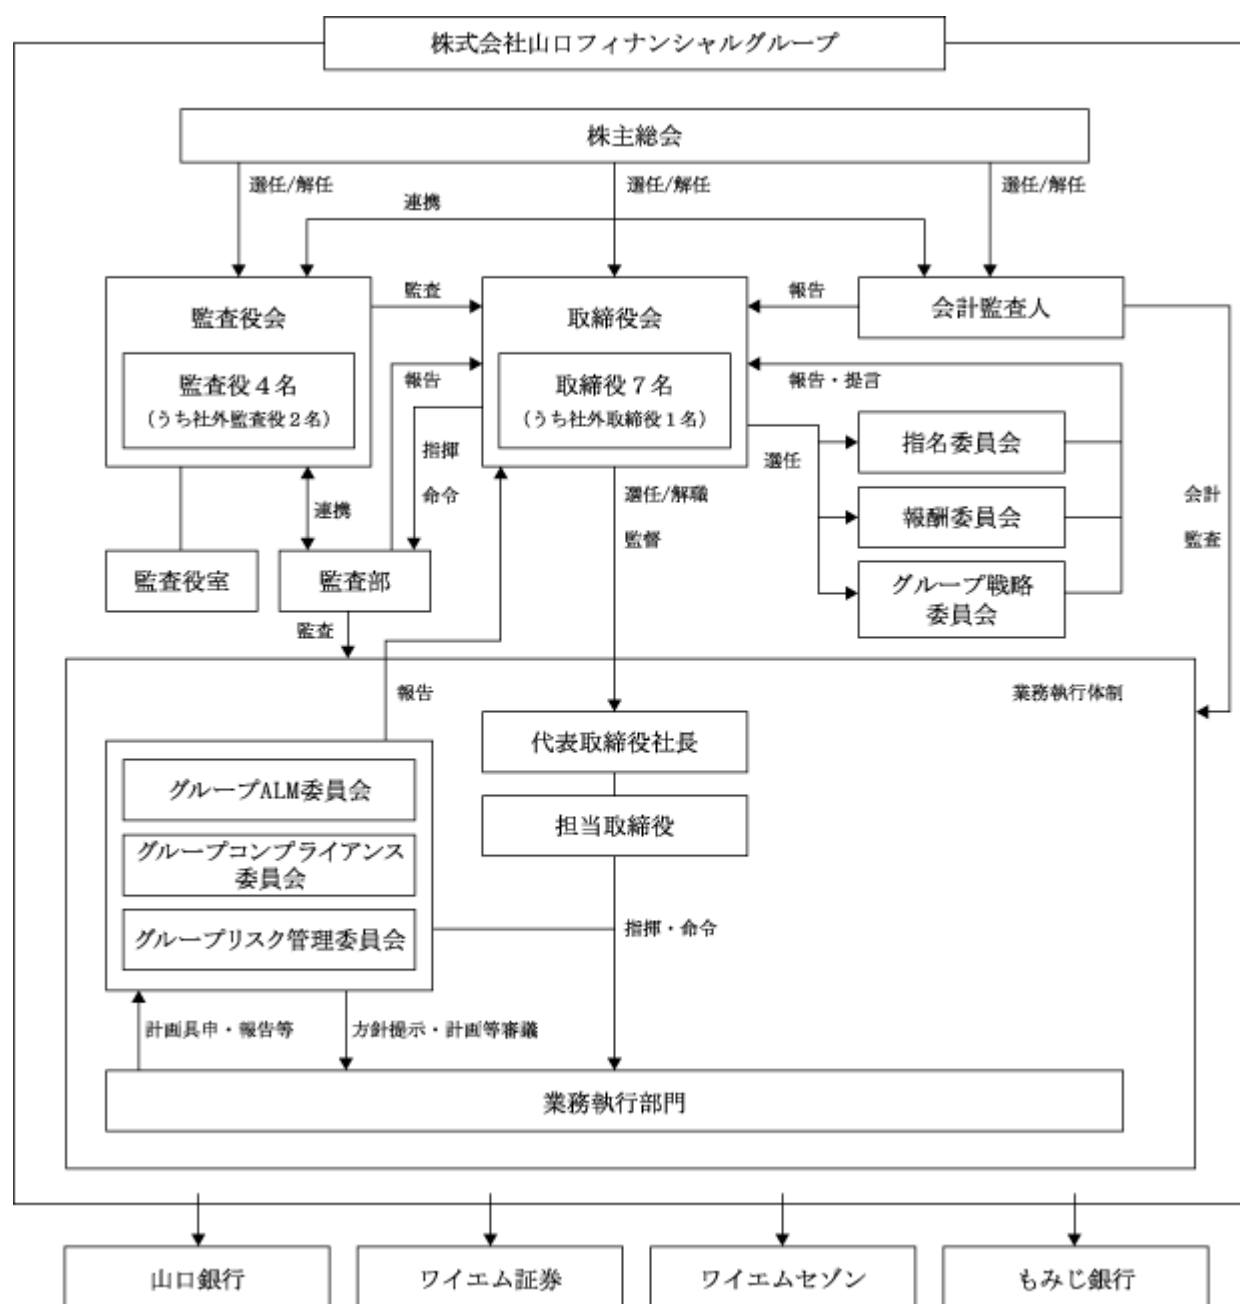 株式会社山口フィナンシャルグループ
株主総会
選任/解任
選任/解任
選任/解任
連携
監査役会
監査役４名
(うち社外監査役２名)
監査
取締役会
取締役７名
(うち社外取締役１名)
報告
会計監査人
報告
報告・提言
指揮
命令
選任
指名委員会
報酬委員会
グループ戦略
委員会
会計
監査
連携
選任/解職
監督
監査役室
監査部
監査
報告
業務執行体制
代表取締役社長
担当取締役
グループALM委員会
グループコンプライアンス
委員会
グループリスク管理委員会
指揮・命令
計画具申・報告等
方針提示・計画等審議
業務執行部門
山口銀行
ワイエム証券
ワイエムセゾン
もみじ銀行